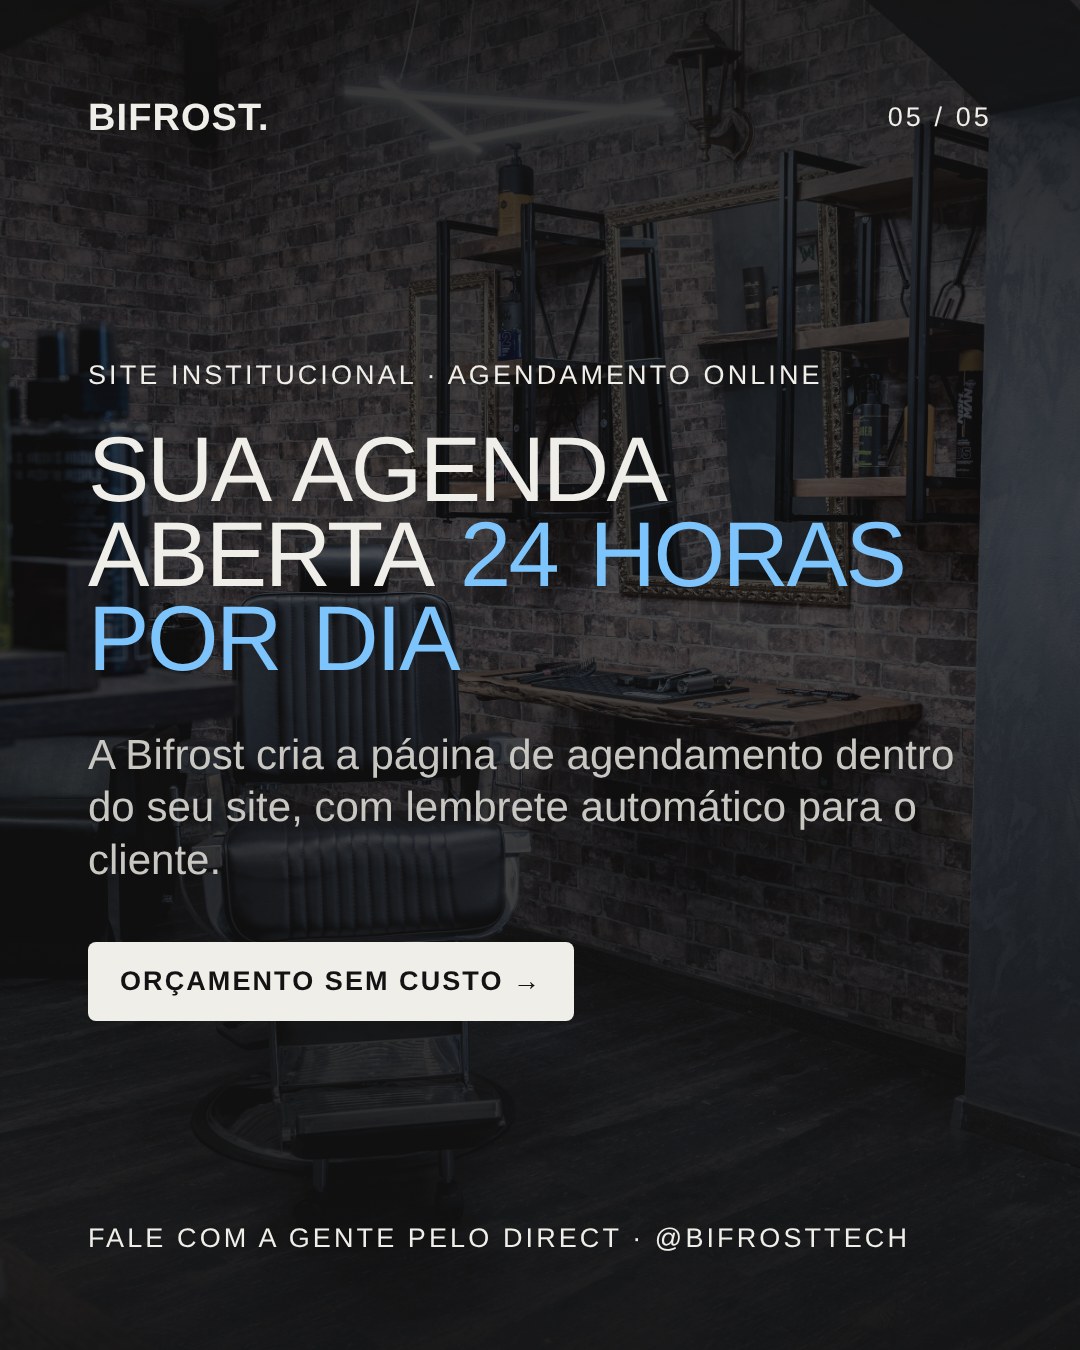 BIFROST.
05 / 05
SITE INSTITUCIONAL · AGENDAMENTO ONLINE
SUA AGENDA
ABERTA 24 HORAS
POR DIA
A Bifrost cria a página de agendamento dentro
do seu site, com lembrete automático para o
cliente.
ORÇAMENTO SEM CUSTO →
FALE COM A GENTE PELO DIRECT · @BIFROSTTECH